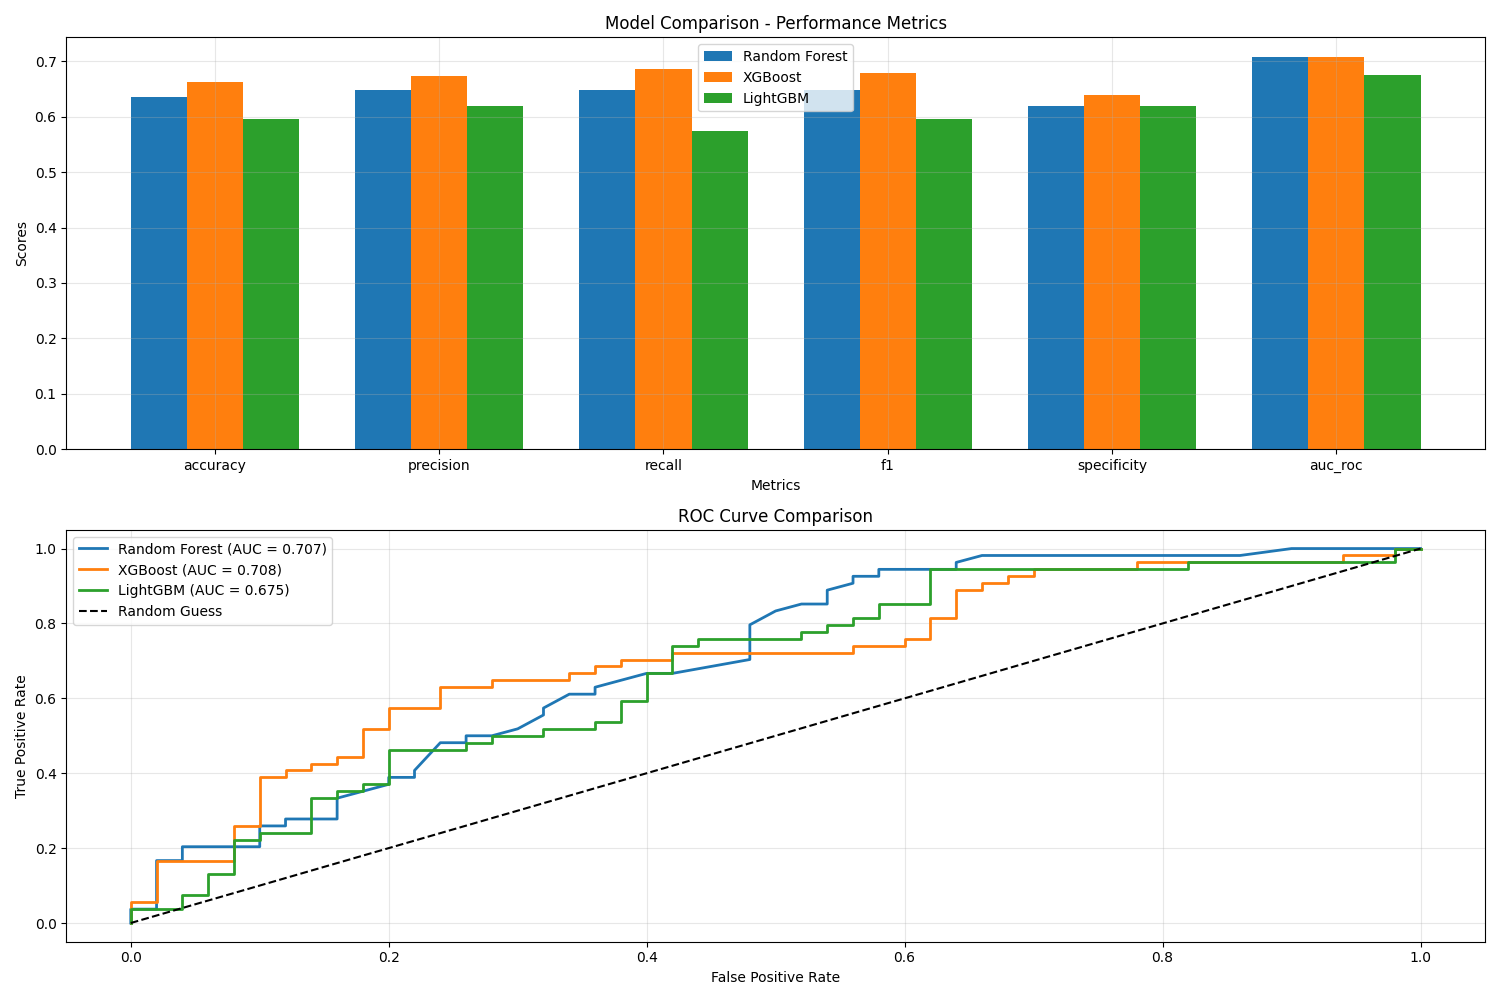 Model Comparison - Performance Metrics
Random Forest
XGBoost
LightGBM
Scores
0.7
0.6
0.5
0.4
0.3
0.2
0.1
0.0
accuracy precision recall f1 specificity auc_roc
Metrics
ROC Curve Comparison
Random Forest (AUC = 0.707)
XGBoost (AUC = 0.708)
LightGBM (AUC = 0.675)
Random Guess
True Positive Rate
1.0
0.8
0.6
0.4
0.2
0.0
0.0 0.2 0.4 0.6 0.8 1.0
False Positive Rate